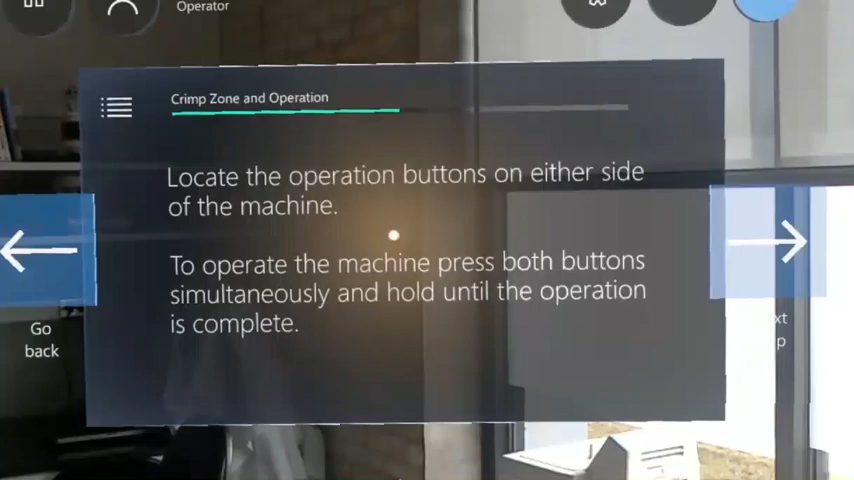 Operator
Crimp Zone and Operation
Locate the operation buttons on either side
of the machine.
To operate the machine press both buttons
simultaneously and hold until the operation
is complete.
Go
back
xt
p